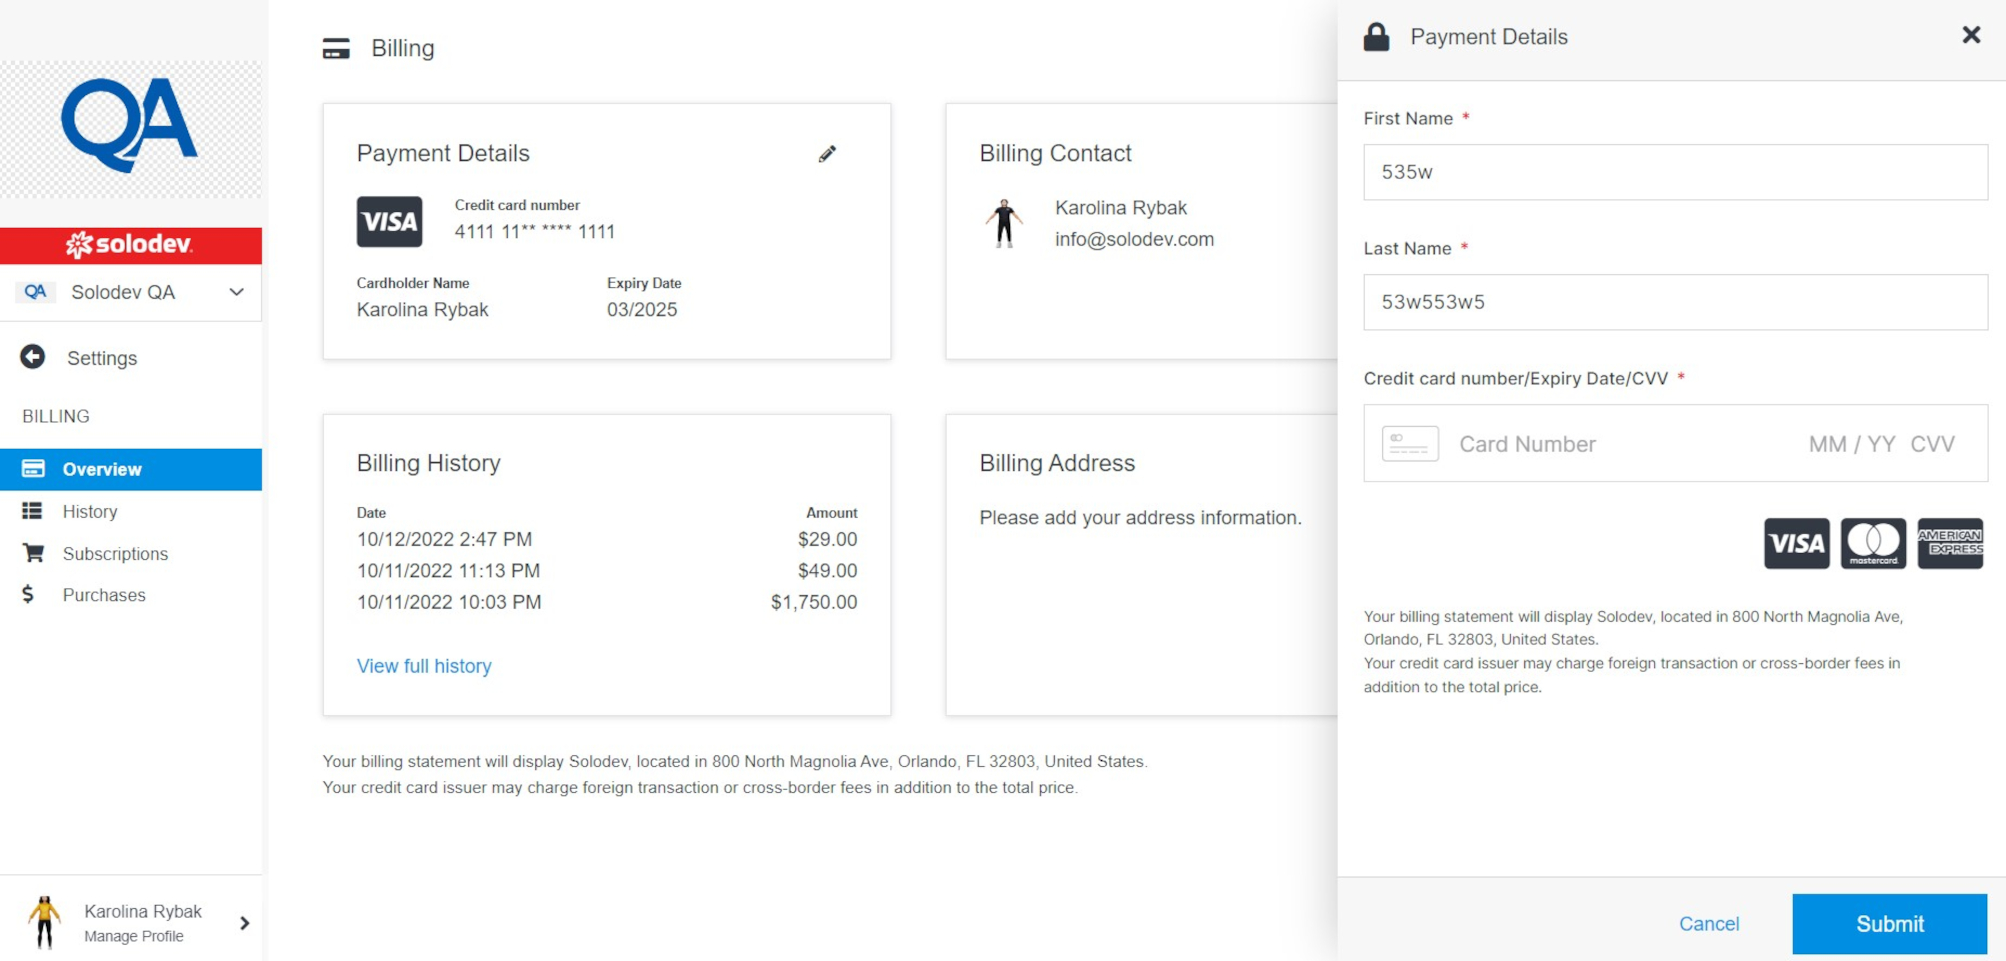 QA
solodev
QA Solodev QA
Settings
BILLING
Overview
History
Subscriptions
Purchases
Karolina Rybak
Manage Profile
Billing
Payment Details
VISA
Credit card number
4111 11** **** 1111
Cardholder Name
Expiry Date
Karolina Rybak
03/2025
Billing Contact
Karolina Rybak
info@solodev.com
Billing History
Date Amount
10/12/2022 2:47 PM $29.00
10/11/2022 11:13 PM $49.00
10/11/2022 10:03 PM $1,750.00
View full history
Billing Address
Please add your address information.
Your billing statement will display Solodev, located in 800 North Magnolia Ave, Orlando, FL 32803, United States.
Your credit card issuer may charge foreign transaction or cross-border fees in addition to the total price.
Payment Details
First Name *
535w
Last Name *
53w553w5
Credit card number/Expiry Date/CVV *
Card Number MM / YY CVV
VISA mastercard AMERICAN EXPRESS
Your billing statement will display Solodev, located in 800 North Magnolia Ave,
Orlando, FL 32803, United States.
Your credit card issuer may charge foreign transaction or cross-border fees in
addition to the total price.
Cancel Submit